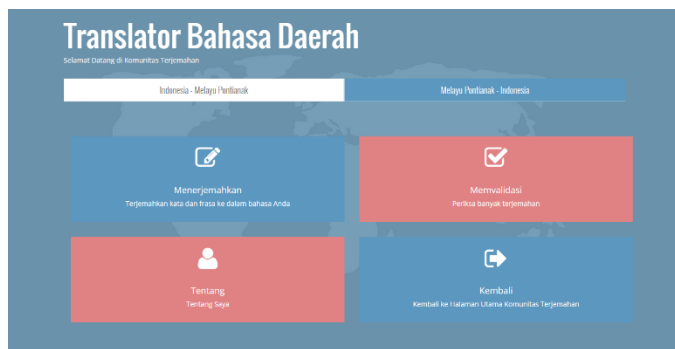 Translator Bahasa Daerah
Selamat Datang di Komunitas Terjemahan
Indonesia - Melayu Pontianak
Melayu Pontianak - Indonesia
Menerjemahkan
Terjemahkan kata dan frasa ke dalam bahasa Anda
Memvalidasi
Periksa banyak terjemahan
Tentang
Tentang Saya
Kembali
Kembali ke Halaman Utama Komunitas Terjemahan